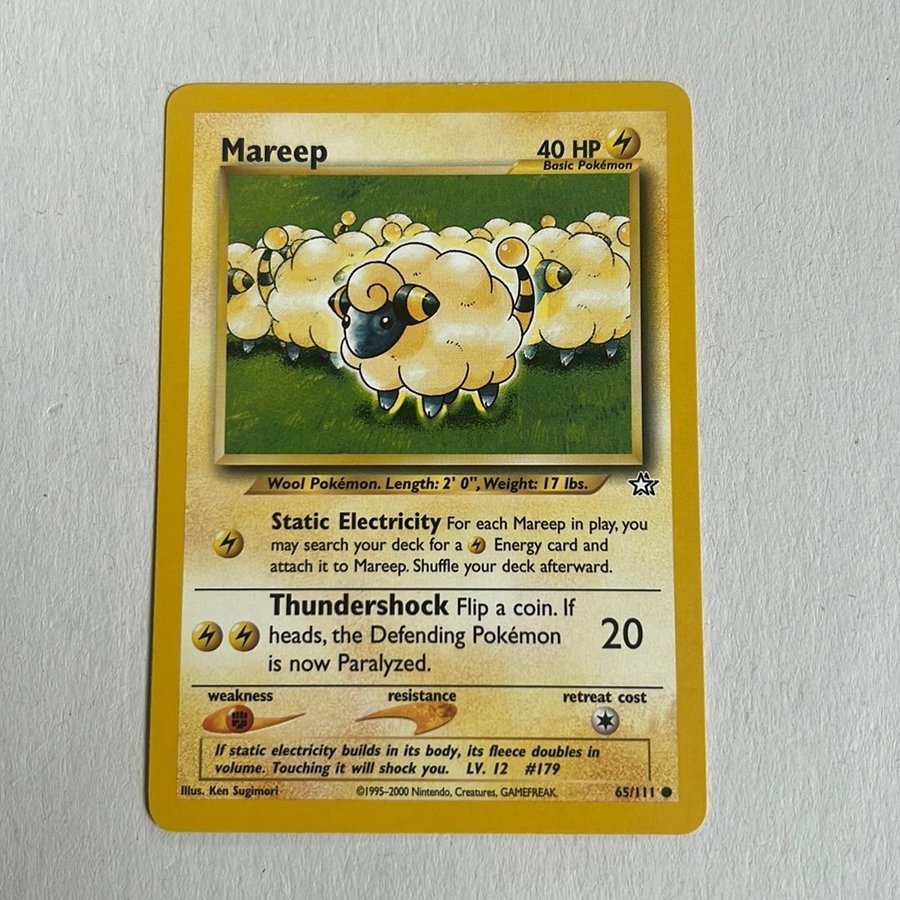 Mareep 40 HP
Basic Pokémon
Wool Pokémon. Length: 2' 0", Weight: 17 lbs.
Static Electricity For each Mareep in play, you
may search your deck for a Energy card and
attach it to Mareep. Shuffle your deck afterward.
Thundershock Flip a coin. If
heads, the Defending Pokémon 20
is now Paralyzed.
weakness resistance retreat cost
If static electricity builds in its body, its fleece doubles in
volume. Touching it will shock you. LV. 12 #179
Illus. Ken Sugimori ©1995-2000 Nintendo, Creatures, GAMEFREAK. 65/111